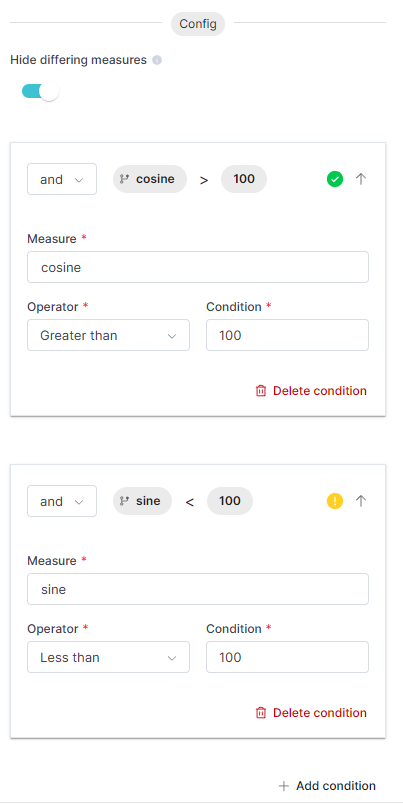 Config
Hide differing measures
and cosine > 100
Measure *
cosine
Operator * Condition *
Greater than 100
Delete condition
and sine < 100
Measure *
sine
Operator * Condition *
Less than 100
Delete condition
+ Add condition